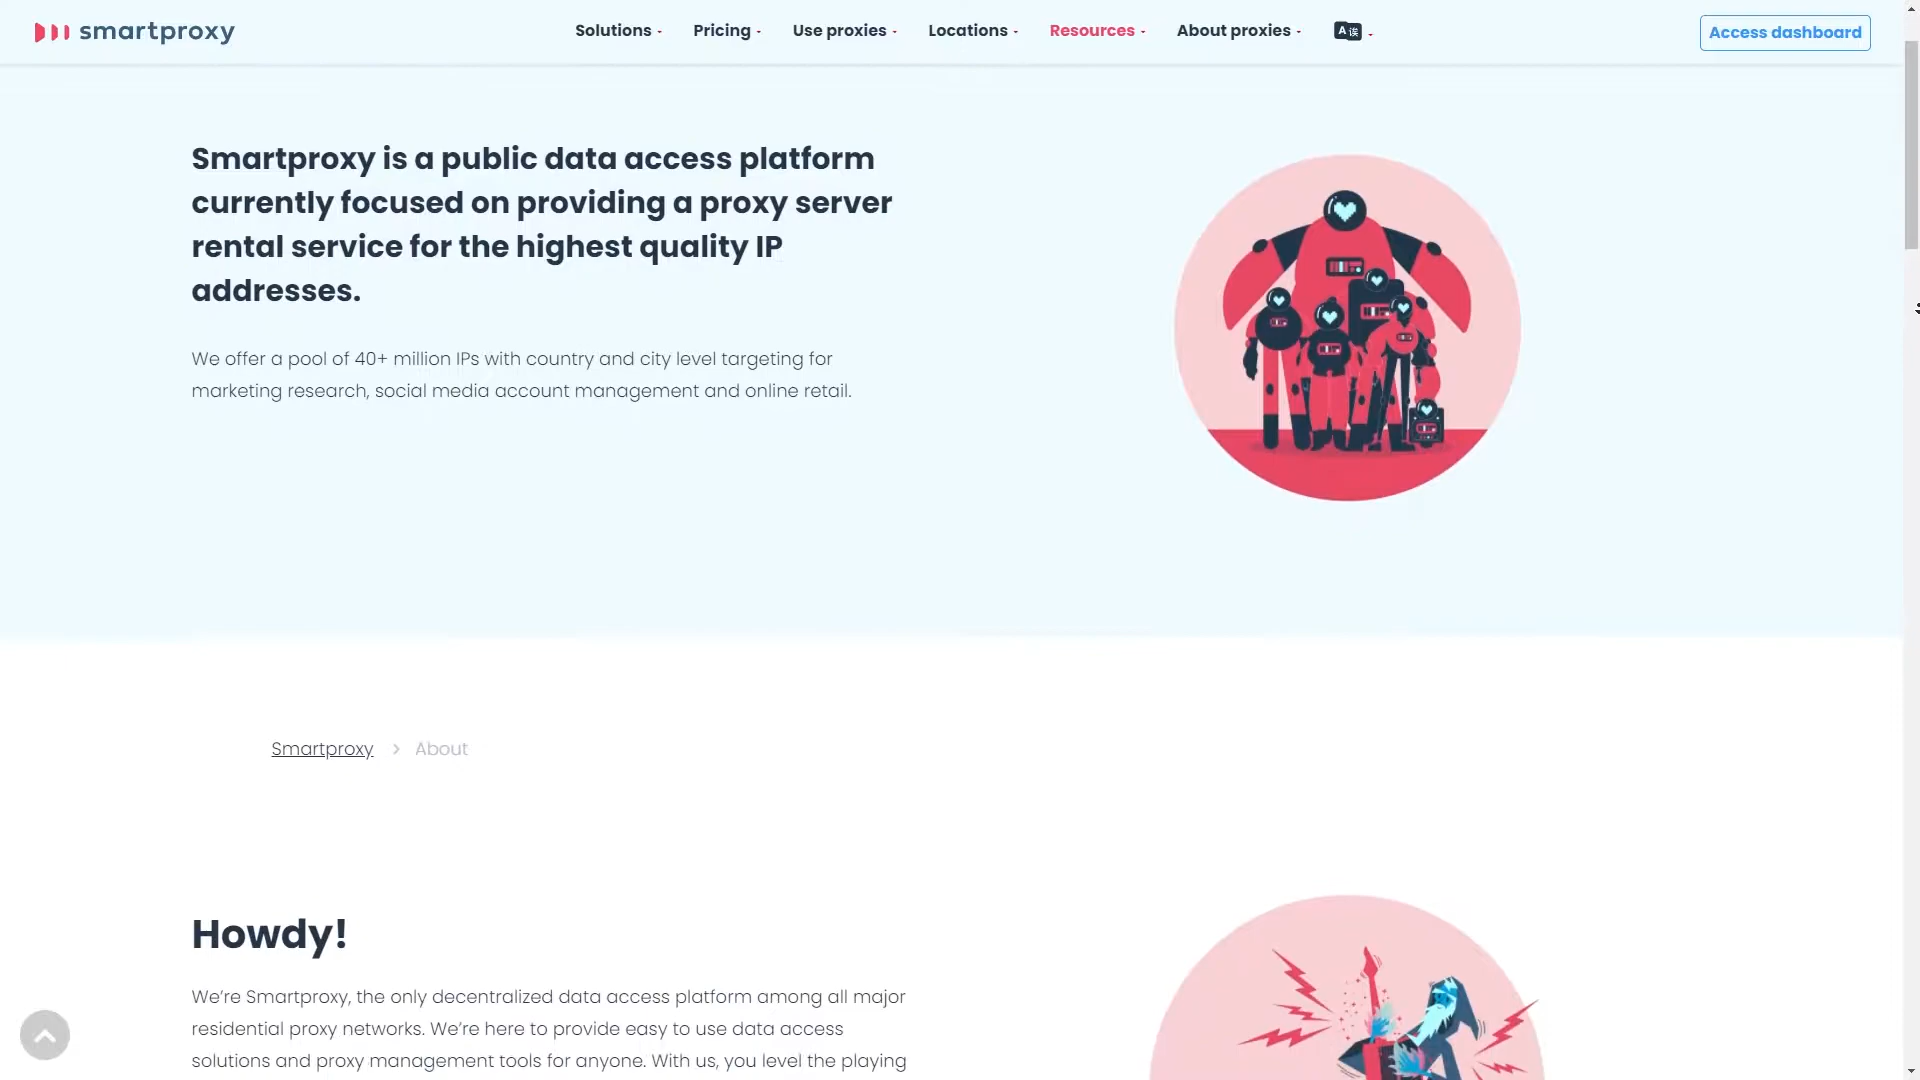 smartproxy
Solutions
Pricing
Use proxies
Locations
Resources
About proxies
Access dashboard
Smartproxy is a public data access platform
currently focused on providing a proxy server
rental service for the highest quality IP
addresses.
We offer a pool of 40+ million IPs with country and city level targeting for
marketing research, social media account management and online retail.
Smartproxy > About
Howdy!
We’re Smartproxy, the only decentralized data access platform among all major
residential proxy networks. We’re here to provide easy to use data access
solutions and proxy management tools for anyone. With us, you level the playing